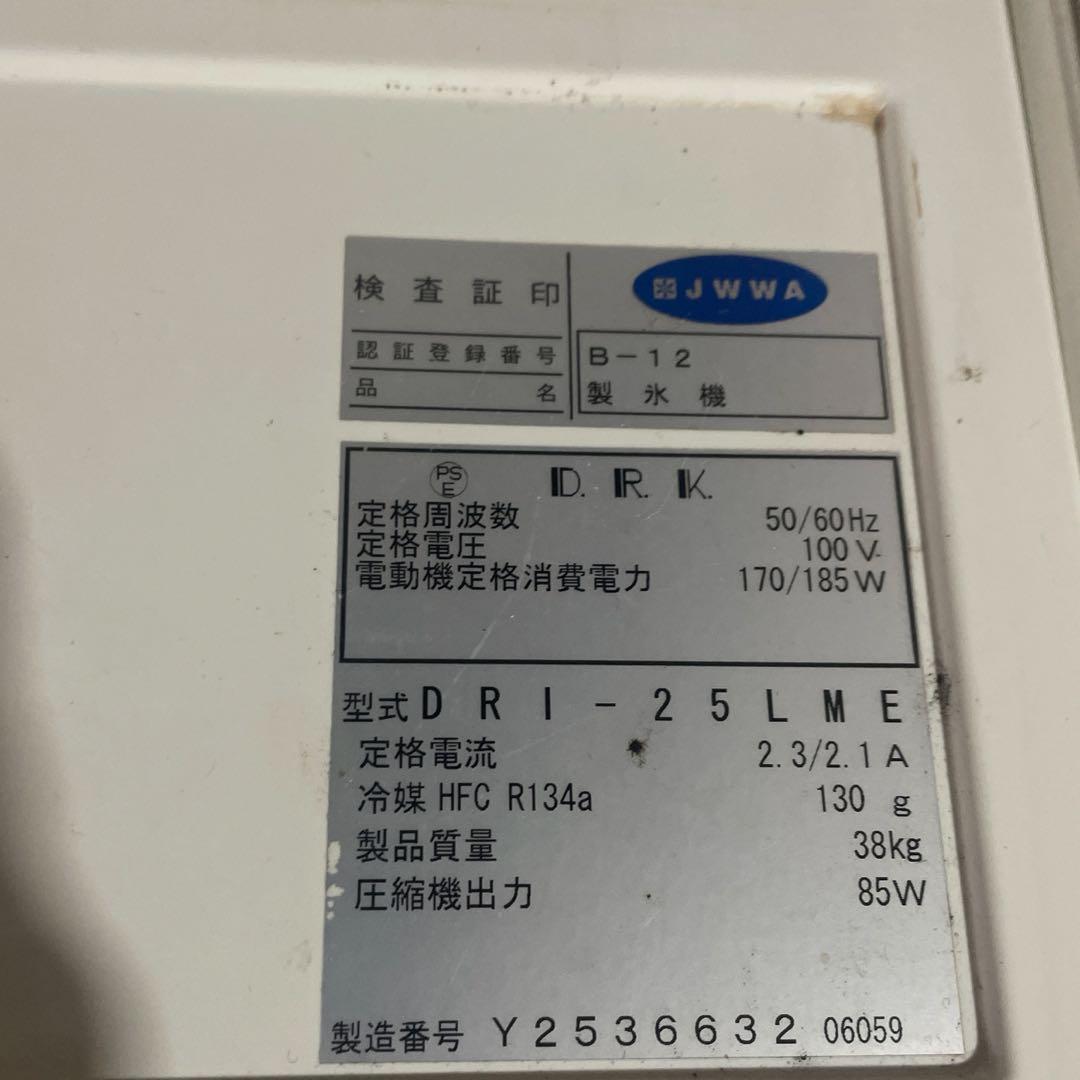 検査証印
JWWA
認証登録番号 B-12
品名 製氷機
PSE D.R.K.
定格周波数 50/60Hz
定格電圧 100V
電動機定格消費電力 170/185W
型式 DRI-25LME
定格電流 2.3/2.1A
冷媒 HFC R134a 130 g
製品質量 38kg
圧縮機出力 85W
製造番号 Y2536632 06059